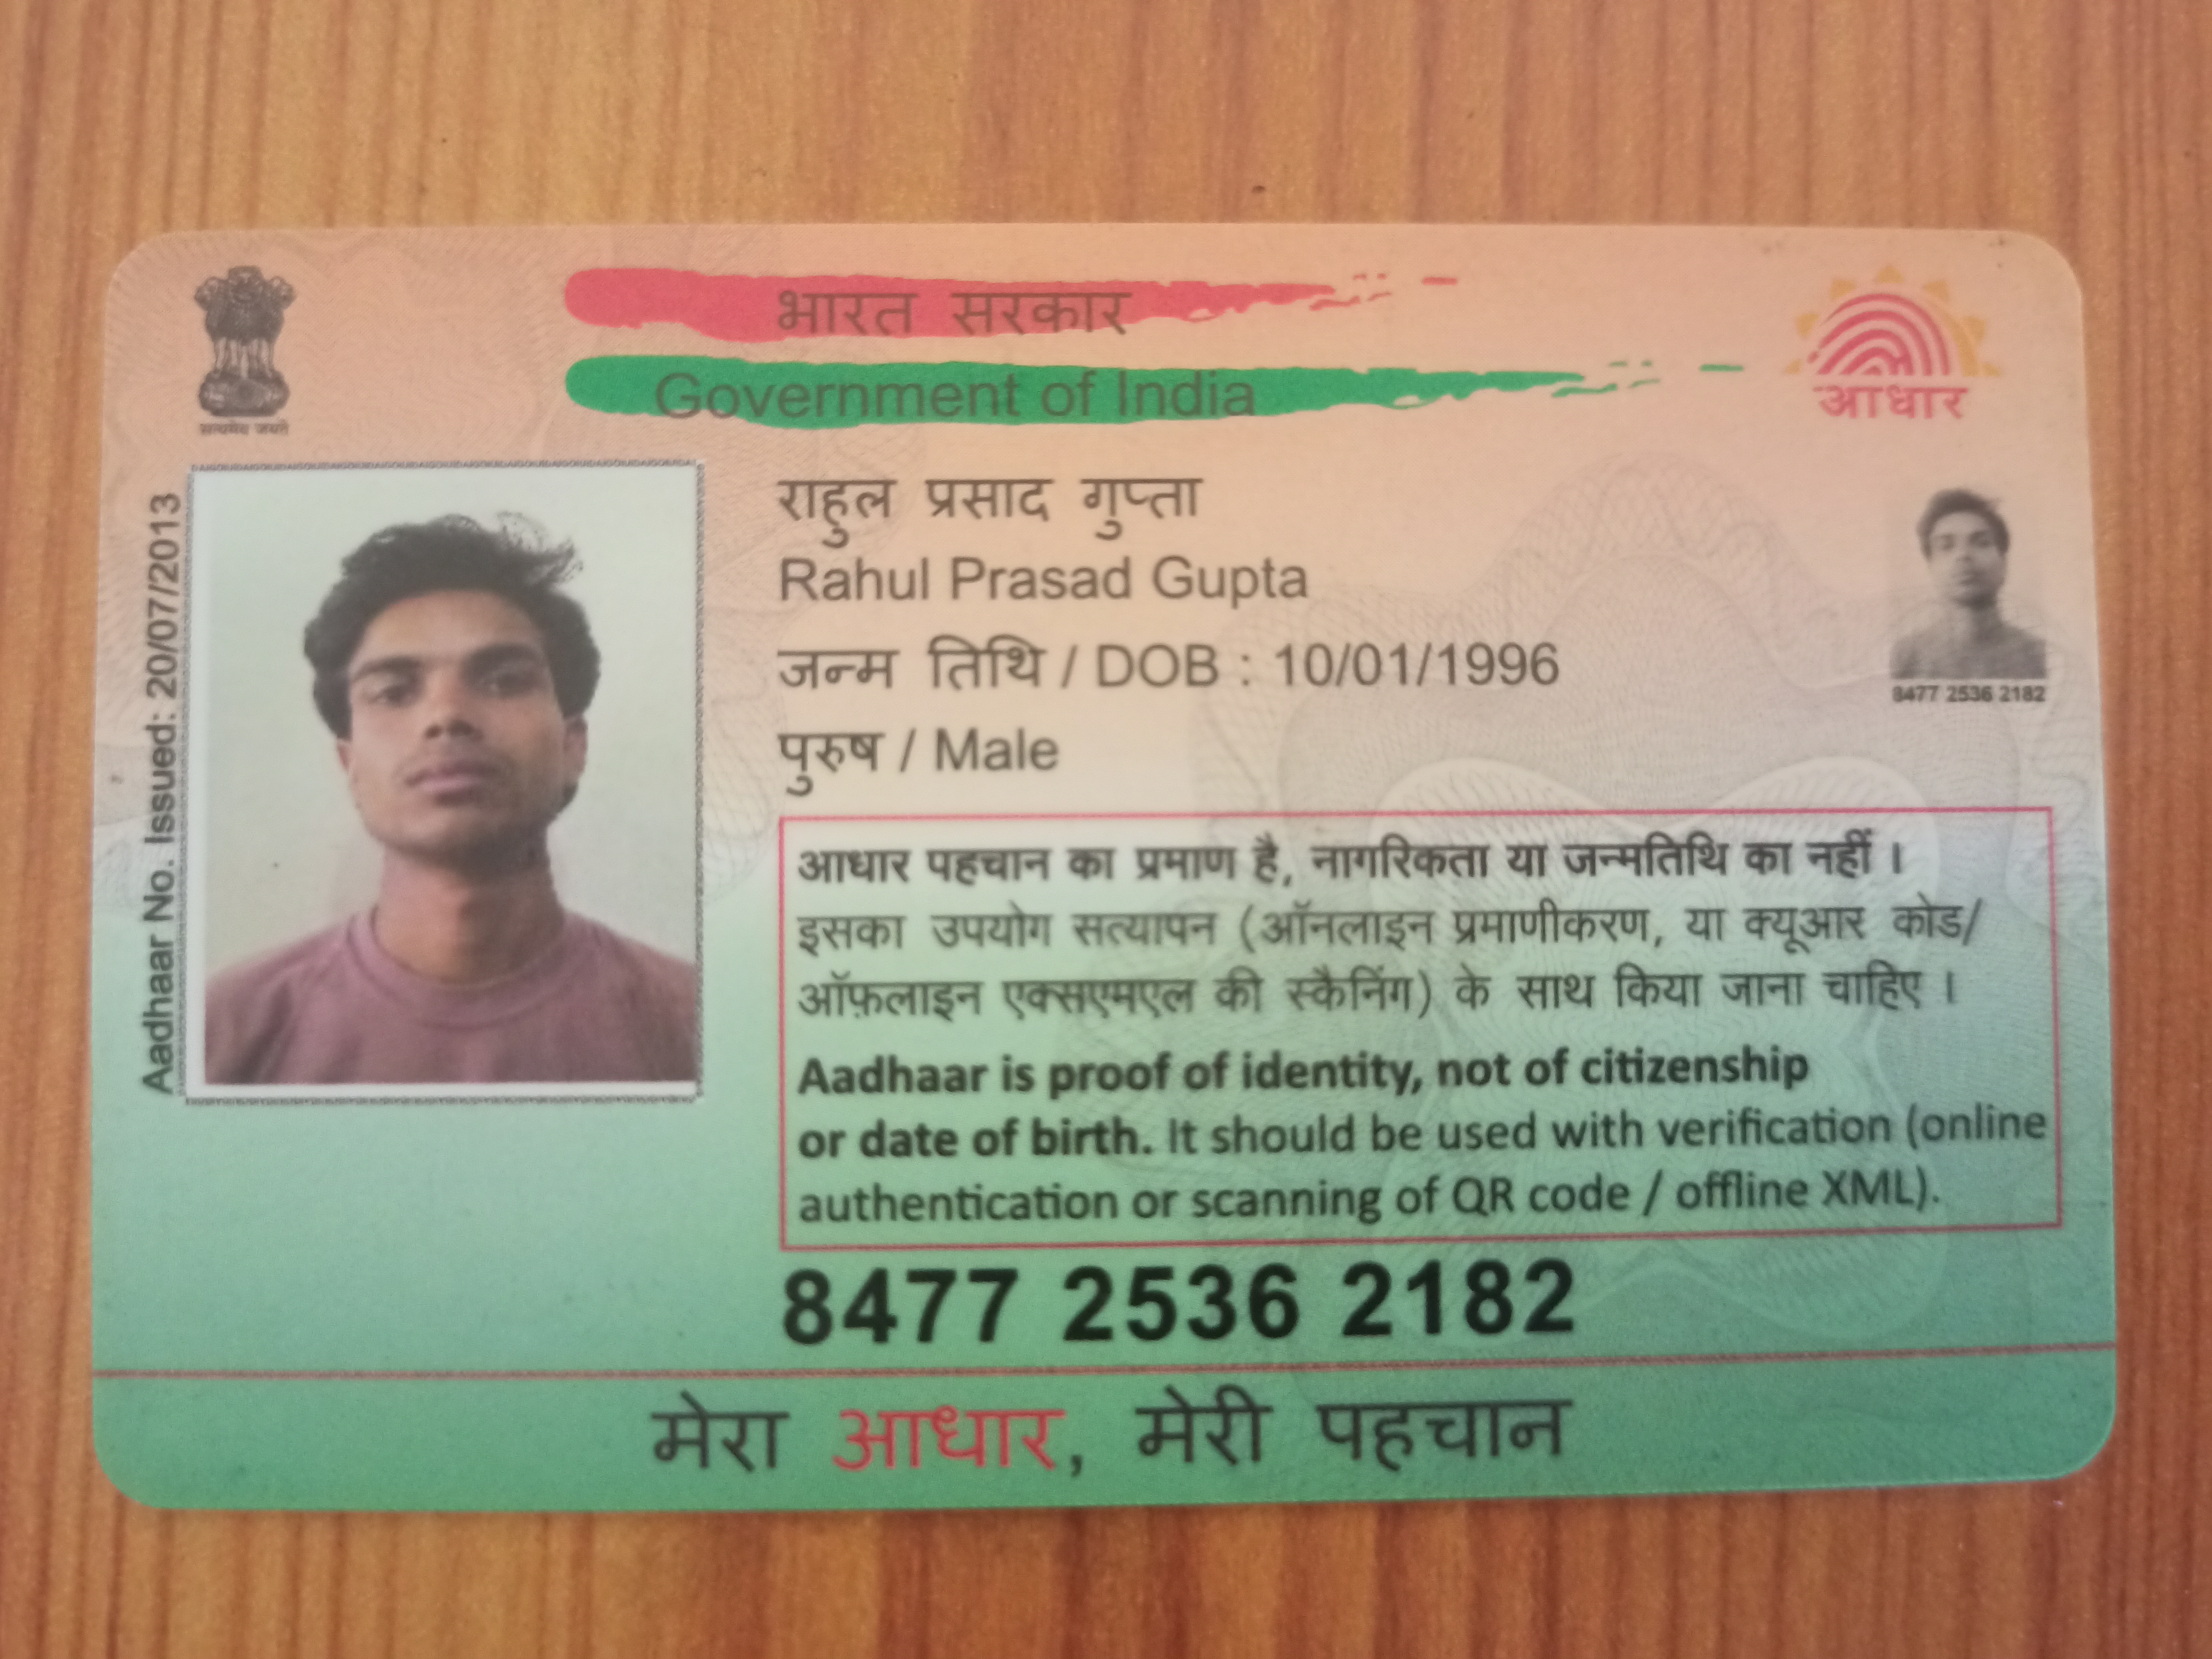 भारत सरकार
Government of India
सत्यमेव जयते
आधार
Aadhaar No. Issued: 20/07/2013
राहुल प्रसाद गुप्ता
Rahul Prasad Gupta
जन्म तिथि / DOB : 10/01/1996
पुरुष / Male
8477 2536 2182
आधार पहचान का प्रमाण है, नागरिकता या जन्मतिथि का नहीं ।
इसका उपयोग सत्यापन (ऑनलाइन प्रमाणीकरण, या क्यूआर कोड/
ऑफ़लाइन एक्सएमएल की स्कैनिंग) के साथ किया जाना चाहिए ।
Aadhaar is proof of identity, not of citizenship
or date of birth. It should be used with verification (online
authentication or scanning of QR code / offline XML).
8477 2536 2182
मेरा आधार, मेरी पहचान